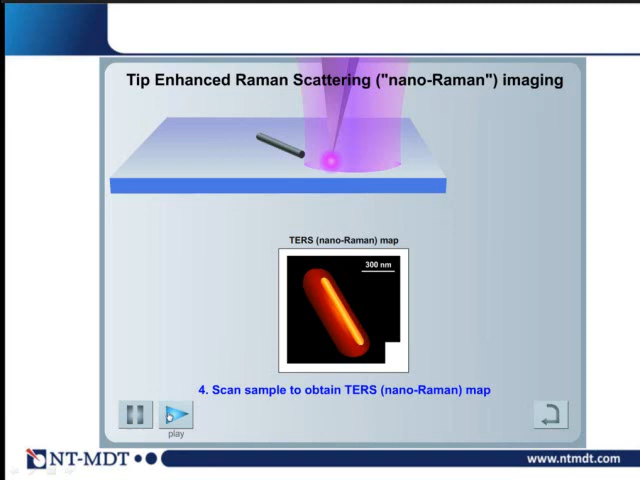 Tip Enhanced Raman Scattering ("nano-Raman") imaging
TERS (nano-Raman) map
300 nm
4. Scan sample to obtain TERS (nano-Raman) map
play
NT-MDT
www.ntmdt.com